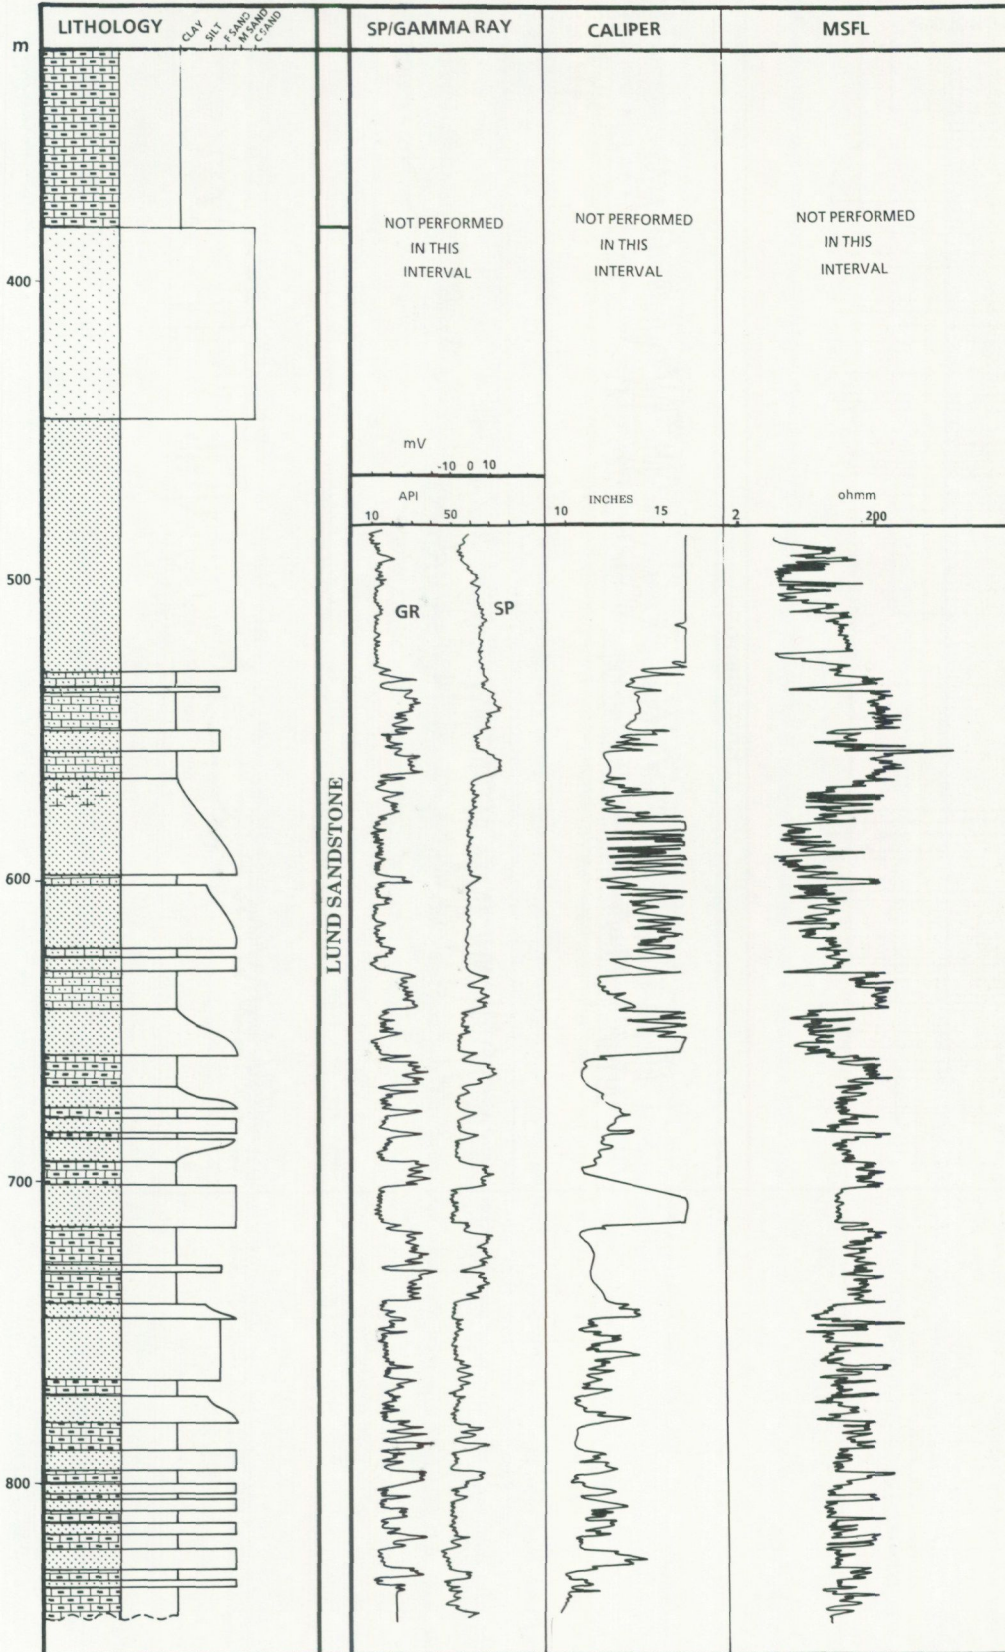 LITHOLOGY
CLAY
SILT
F SAND
M SAND
C SAND
SP/GAMMA RAY
CALIPER
MSFL
m
NOT PERFORMED
IN THIS
INTERVAL
NOT PERFORMED
IN THIS
INTERVAL
NOT PERFORMED
IN THIS
INTERVAL
400
mV
-10 0 10
API
10 50
INCHES
10 15
ohmm
2 200
500
GR
SP
LUND SANDSTONE
600
700
800